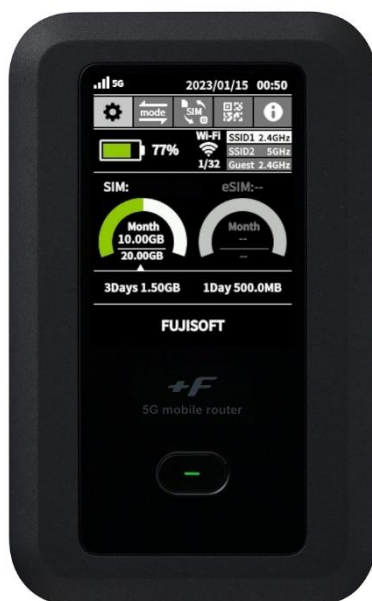 5G 2023/01/15 00:50
mode SIM
77% Wi-Fi 1/32 SSID1 2.4GHz
SSID2 5GHz
Guest 2.4GHz
SIM: eSIM:--
Month Month
10.00GB --
20.00GB --
3Days 1.50GB 1Day 500.0MB
FUJISOFT
+F
5G mobile router